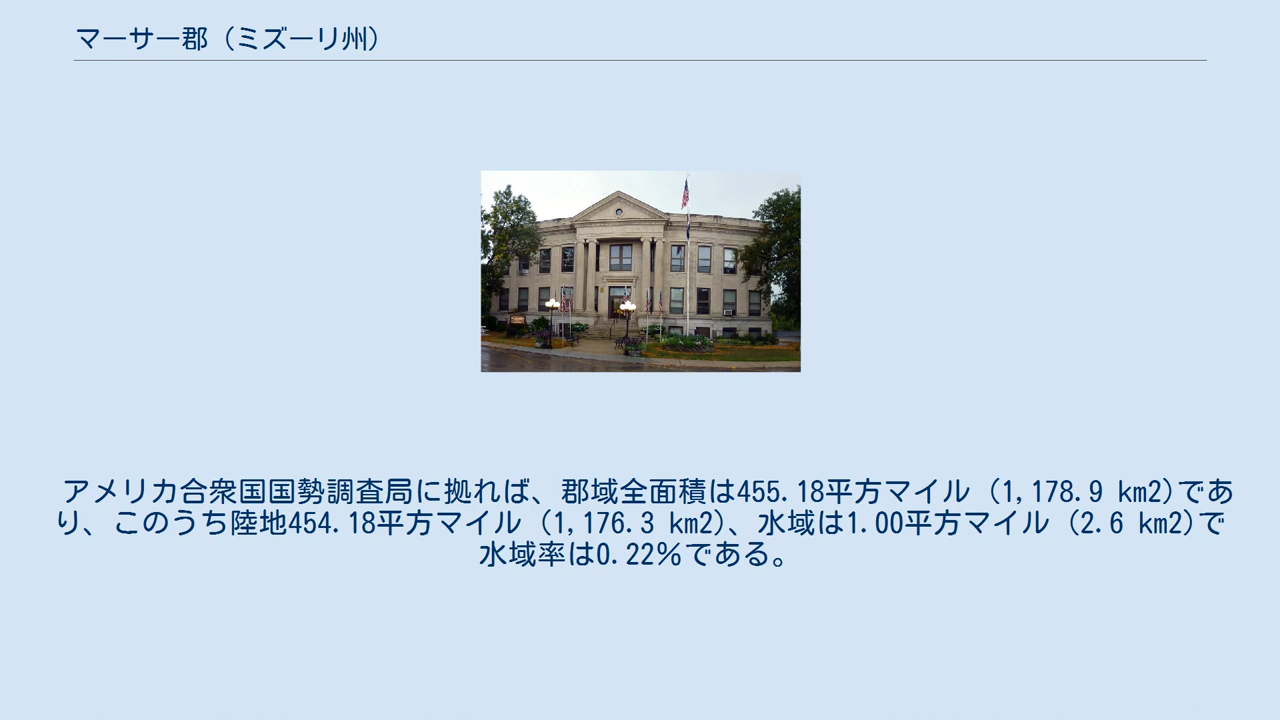 マーサー郡（ミズーリ州）
アメリカ合衆国国勢調査局に拠れば、郡域全面積は455.18平方マイル (1,178.9 km2)であ
り、このうち陸地454.18平方マイル (1,176.3 km2)、水域は1.00平方マイル (2.6 km2)で
水域率は0.22%である。